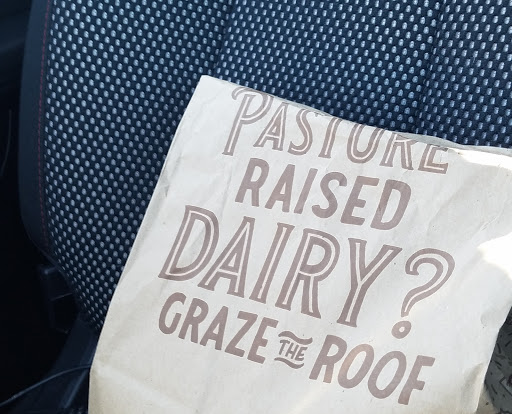 PASTURE
RAISED
DAIRY?
GRAZE THE ROOF